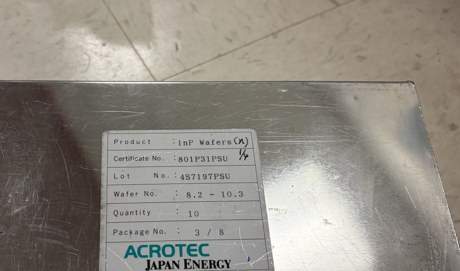 Product : InP Wafers(n)
Certificate No. : 801P31PSU
Lot No. : 4S7197PSU
Wafer No. : 8.2 - 10.3
Quantity : 10
Package No. : 3 / 8
ACROTEC
JAPAN ENERGY